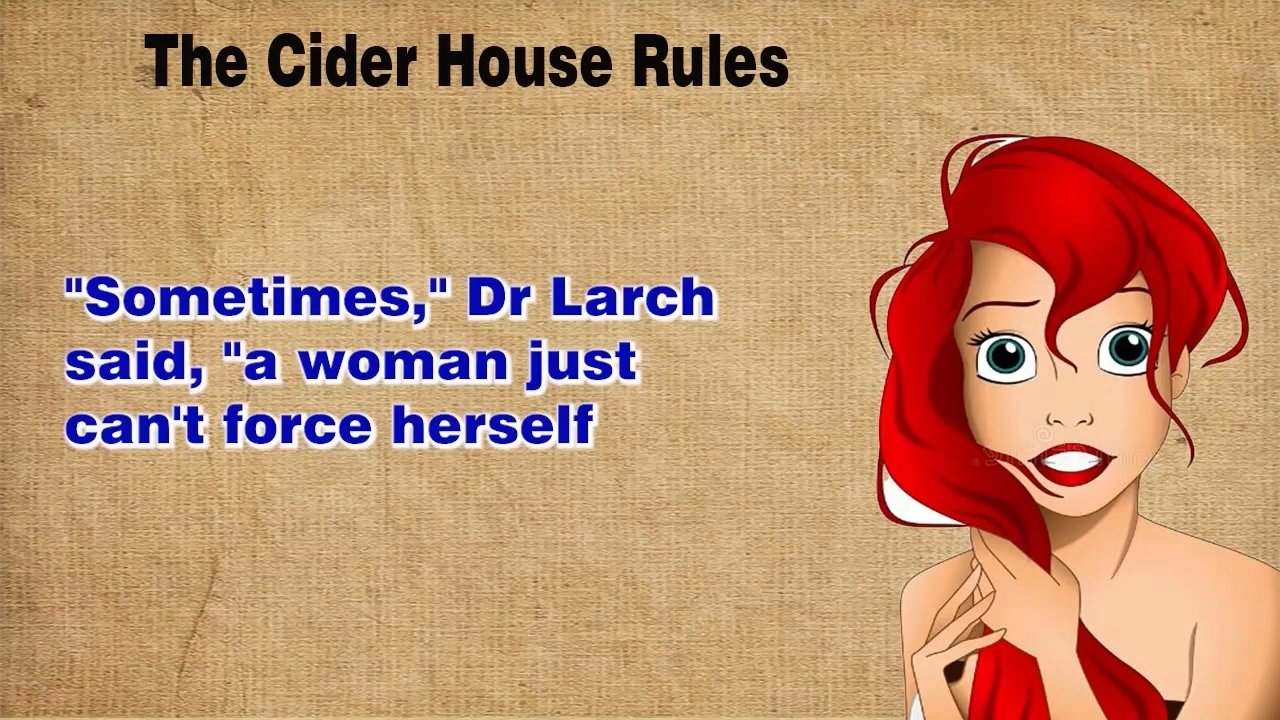 The Cider House Rules
"Sometimes," Dr Larch
said, "a woman just
can't force herself